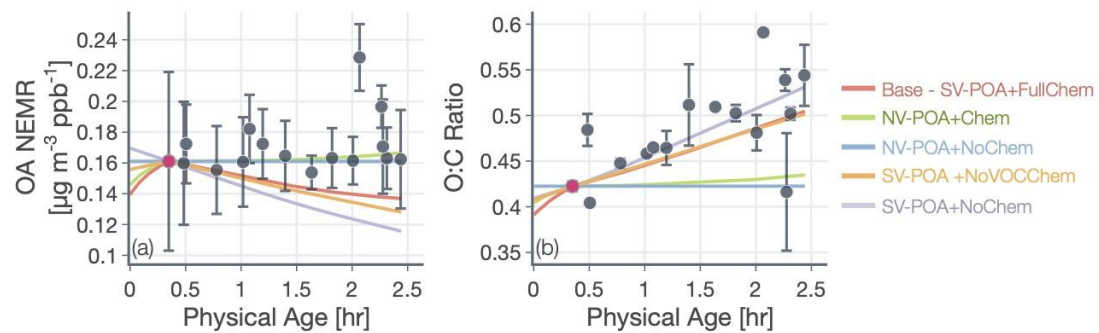 OA NEMR
[µg m⁻³ ppb⁻¹]
0.24
0.22
0.2
0.18
0.16
0.14
0.12
0.1
(a)
0 0.5 1 1.5 2 2.5
Physical Age [hr]
O:C Ratio
0.6
0.55
0.5
0.45
0.4
0.35
(b)
0 0.5 1 1.5 2 2.5
Physical Age [hr]
Base - SV-POA+FullChem
NV-POA+Chem
NV-POA+NoChem
SV-POA +NoVOCChem
SV-POA+NoChem